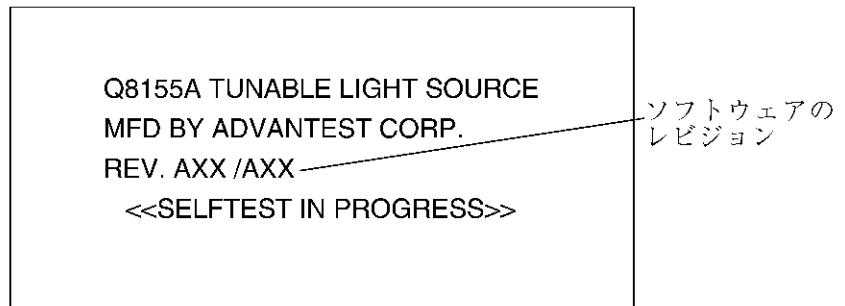 Q8155A TUNABLE LIGHT SOURCE
MFD BY ADVANTEST CORP.
REV. AXX /AXX
<<SELFTEST IN PROGRESS>>
ソフトウェアの
レビジョン